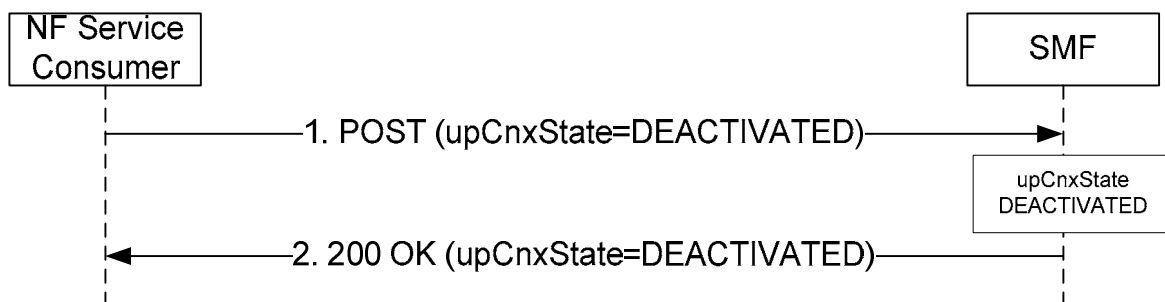 NF Service
Consumer
SMF
1. POST (upCnxState=DEACTIVATED)
upCnxState
DEACTIVATED
2. 200 OK (upCnxState=DEACTIVATED)